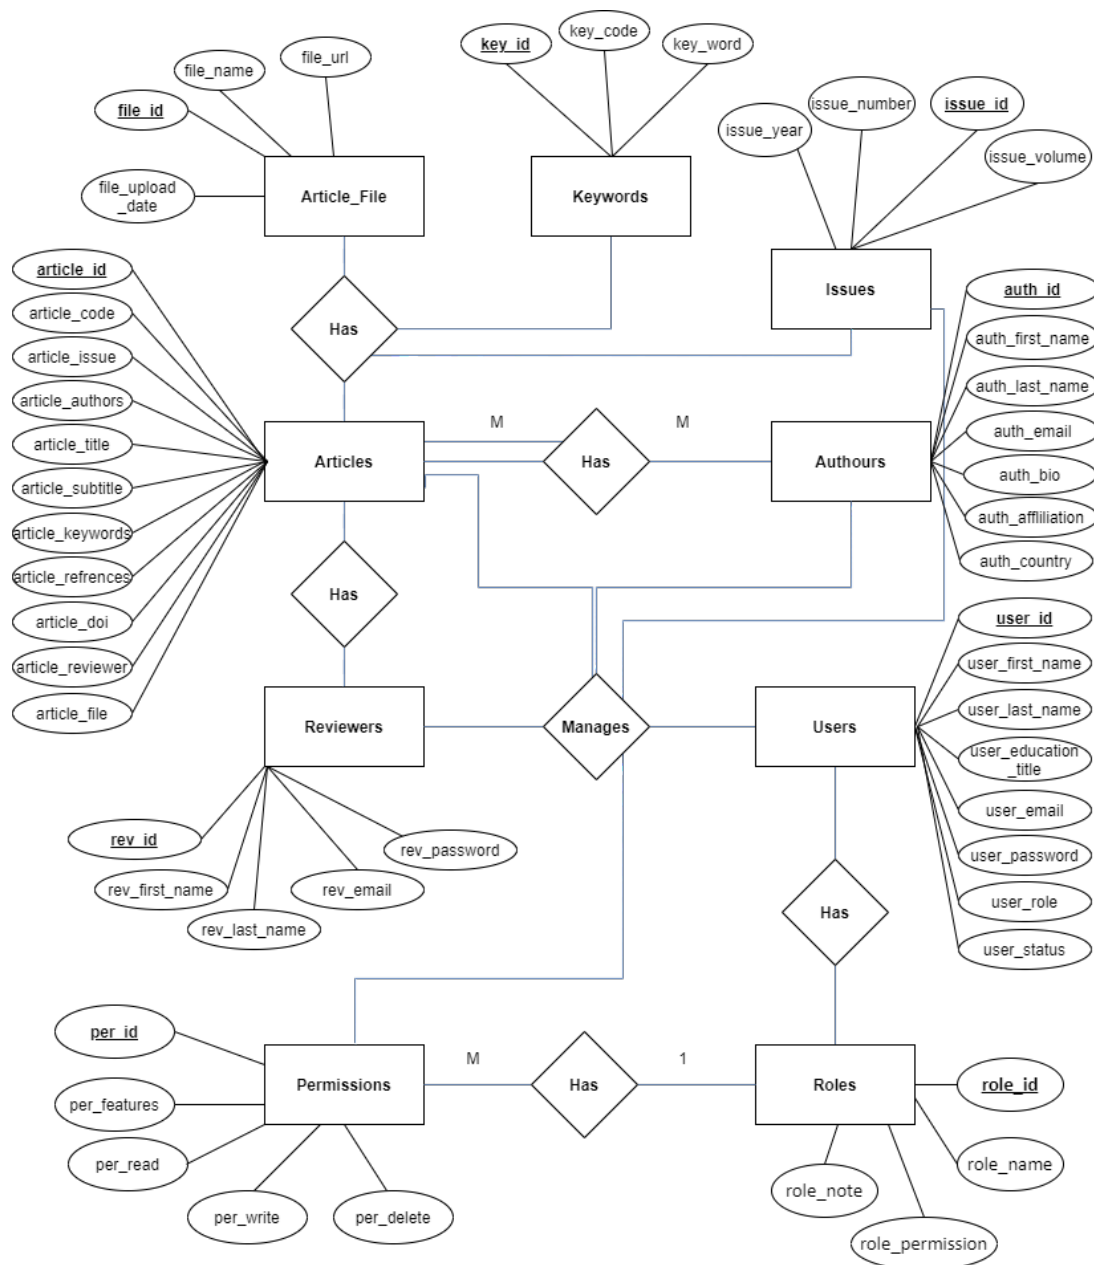 key_code
key_id
key_word
file_url
file_name
file_id
issue_number
issue_id
issue_year
issue_volume
file_upload
_date
Article_File
Keywords
Issues
article_id
article_code
article_issue
article_authors
article_title
article_subtitle
article_keywords
article_refrences
article_doi
article_reviewer
article_file
Has
auth_id
auth_first_name
auth_last_name
auth_email
auth_bio
auth_affliliation
auth_country
Articles
M
Has
M
Authours
Has
user_id
user_first_name
user_last_name
user_education
_title
user_email
user_password
user_role
user_status
Reviewers
Manages
Users
rev_id
rev_first_name
rev_last_name
rev_email
rev_password
Has
per_id
per_features
per_read
per_write
per_delete
Permissions
M
Has
1
Roles
role_id
role_name
role_note
role_permission